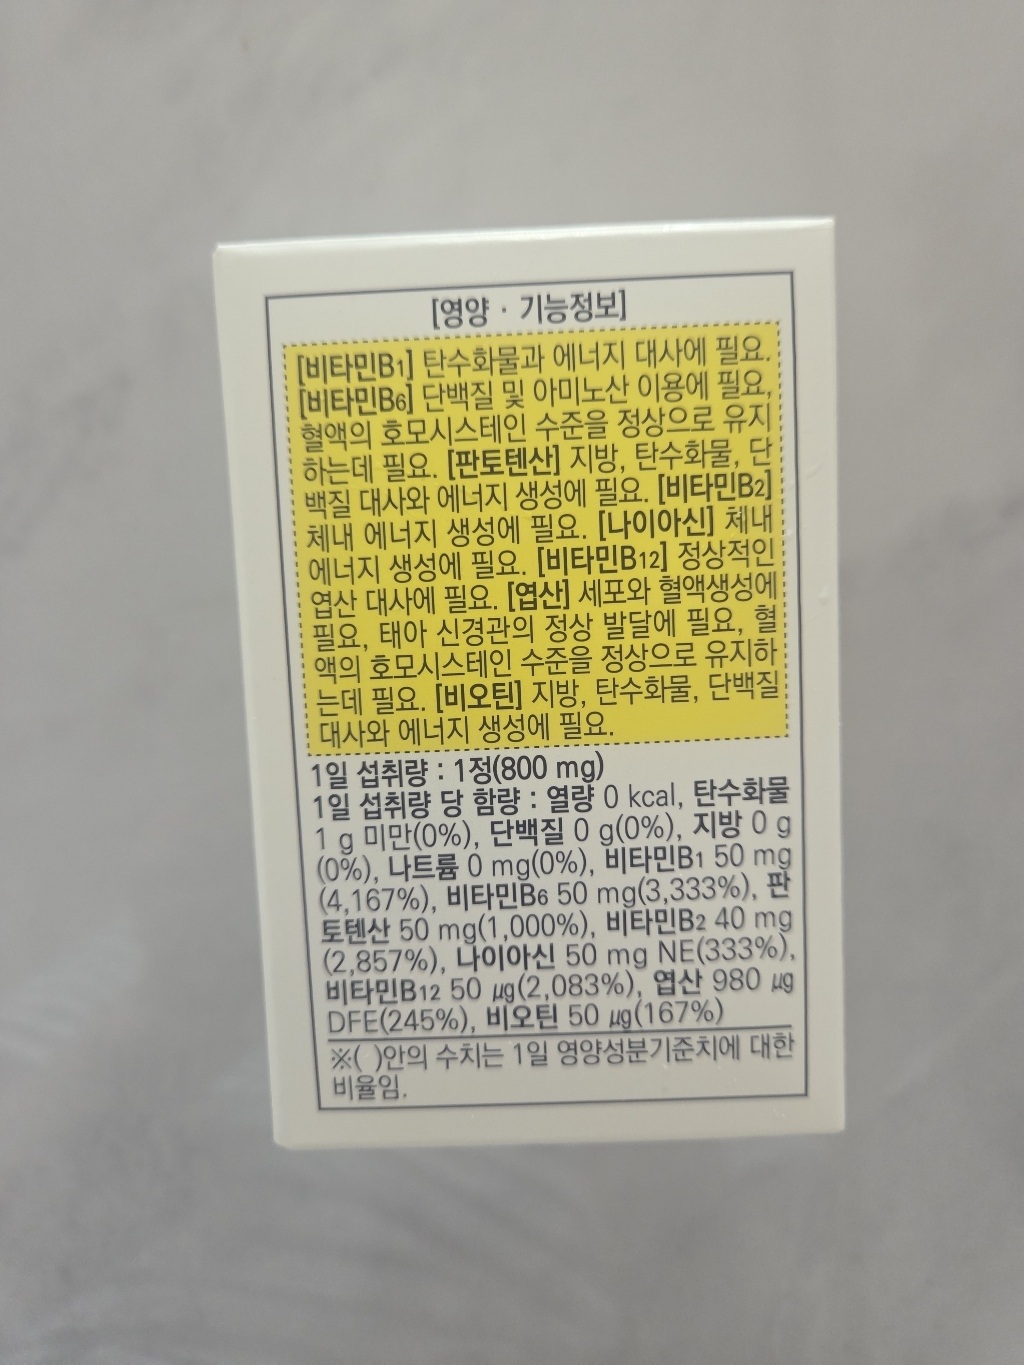 [영양 · 기능정보]
[비타민B1] 탄수화물과 에너지 대사에 필요.
[비타민B6] 단백질 및 아미노산 이용에 필요,
혈액의 호모시스테인 수준을 정상으로 유지
하는데 필요. [판토텐산] 지방, 탄수화물, 단
백질 대사와 에너지 생성에 필요. [비타민B2]
체내 에너지 생성에 필요. [나이아신] 체내
에너지 생성에 필요. [비타민B12] 정상적인
엽산 대사에 필요. [엽산] 세포와 혈액생성에
필요, 태아 신경관의 정상 발달에 필요, 혈
액의 호모시스테인 수준을 정상으로 유지하
는데 필요. [비오틴] 지방, 탄수화물, 단백질
대사와 에너지 생성에 필요.
1일 섭취량 : 1정(800 mg)
1일 섭취량 당 함량 : 열량 0 kcal, 탄수화물
1 g 미만(0%), 단백질 0 g(0%), 지방 0 g
(0%), 나트륨 0 mg(0%), 비타민B1 50 mg
(4,167%), 비타민B6 50 mg(3,333%), 판
토텐산 50 mg(1,000%), 비타민B2 40 mg
(2,857%), 나이아신 50 mg NE(333%),
비타민B12 50 μg(2,083%), 엽산 980 μg
DFE(245%), 비오틴 50 μg(167%)
※( )안의 수치는 1일 영양성분기준치에 대한
비율임.